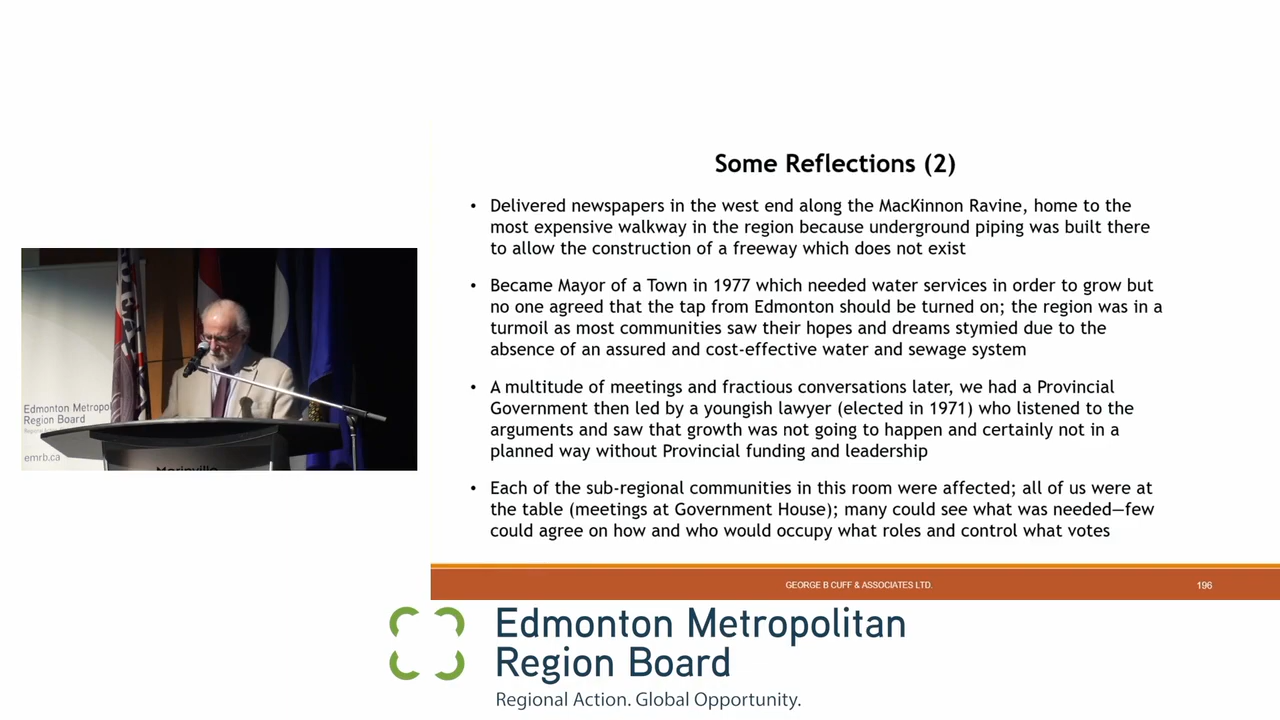 Some Reflections (2)
• Delivered newspapers in the west end along the MacKinnon Ravine, home to the
most expensive walkway in the region because underground piping was built there
to allow the construction of a freeway which does not exist
• Became Mayor of a Town in 1977 which needed water services in order to grow but
no one agreed that the tap from Edmonton should be turned on; the region was in a
turmoil as most communities saw their hopes and dreams stymied due to the
absence of an assured and cost-effective water and sewage system
• A multitude of meetings and fractious conversations later, we had a Provincial
Government then led by a youngish lawyer (elected in 1971) who listened to the
arguments and saw that growth was not going to happen and certainly not in a
planned way without Provincial funding and leadership
• Each of the sub-regional communities in this room were affected; all of us were at
the table (meetings at Government House); many could see what was needed—few
could agree on how and who would occupy what roles and control what votes
GEORGE B CUFF & ASSOCIATES LTD.
196
Edmonton Metropol
Region Board
emrb.ca
Morinville
Edmonton Metropolitan
Region Board
Regional Action. Global Opportunity.